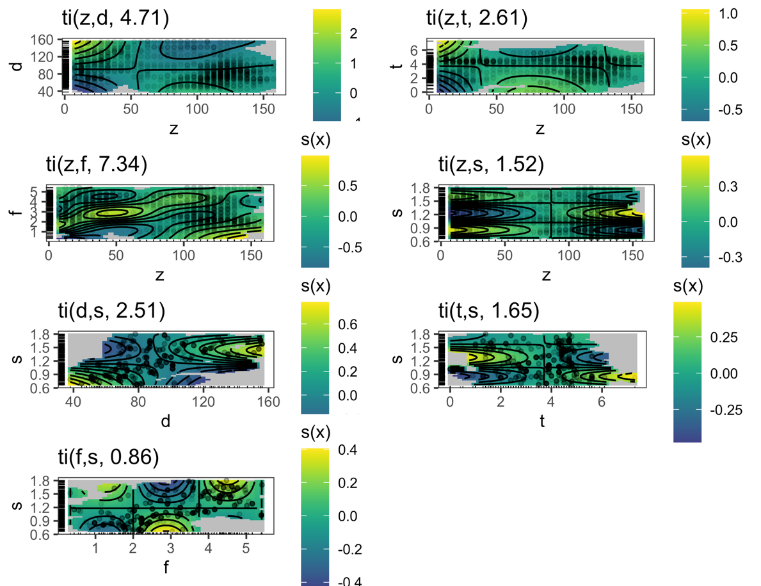 ti(z,d, 4.71)
d
160
120
80
40
0 50 100 150
z
2
1
0
ti(z,t, 2.61)
t
6
4
2
0
0 50 100 150
z
1.0
0.5
0.0
-0.5
ti(z,f, 7.34)
f
5
4
3
2
1
0 50 100 150
z
s(x)
0.5
0.0
-0.5
ti(z,s, 1.52)
s
1.8
1.5
1.2
0.9
0.6
0 50 100 150
z
s(x)
0.3
0.0
-0.3
ti(d,s, 2.51)
s
1.8
1.5
1.2
0.9
0.6
40 80 120 160
d
s(x)
0.6
0.4
0.2
0.0
ti(t,s, 1.65)
s
1.8
1.5
1.2
0.9
0.6
0 2 4 6
t
s(x)
0.25
0.00
-0.25
ti(f,s, 0.86)
s
1.8
1.5
1.2
0.9
0.6
1 2 3 4 5
f
s(x)
0.4
0.2
0.0
-0.2
-0.4